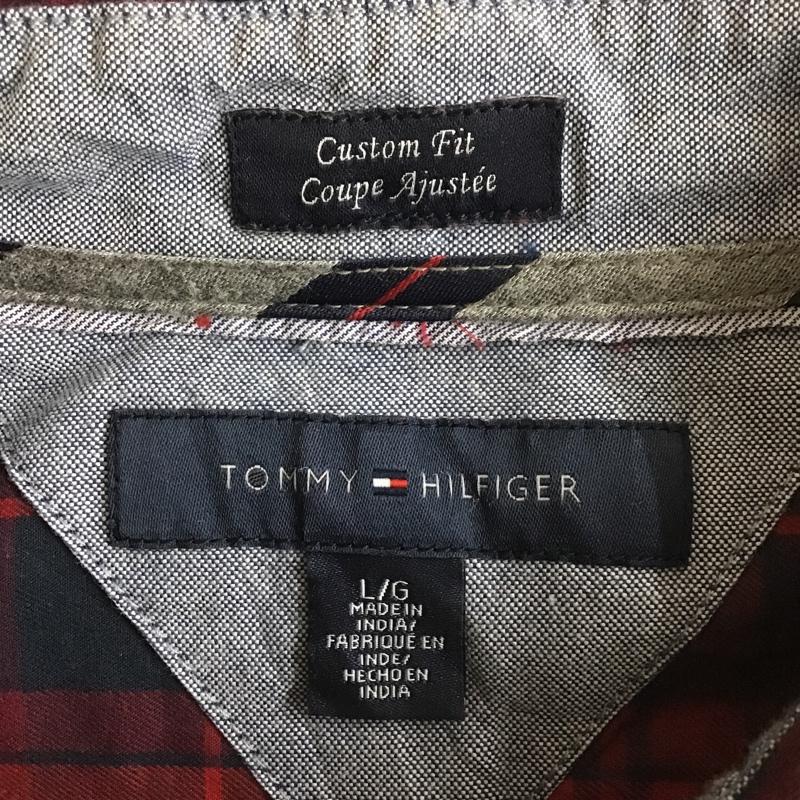 Custom Fit
Coupe Ajustée
TOMMY HILFIGER
L/G
MADE IN
INDIA/
FABRIQUÉ EN
INDE/
HECHO EN
INDIA